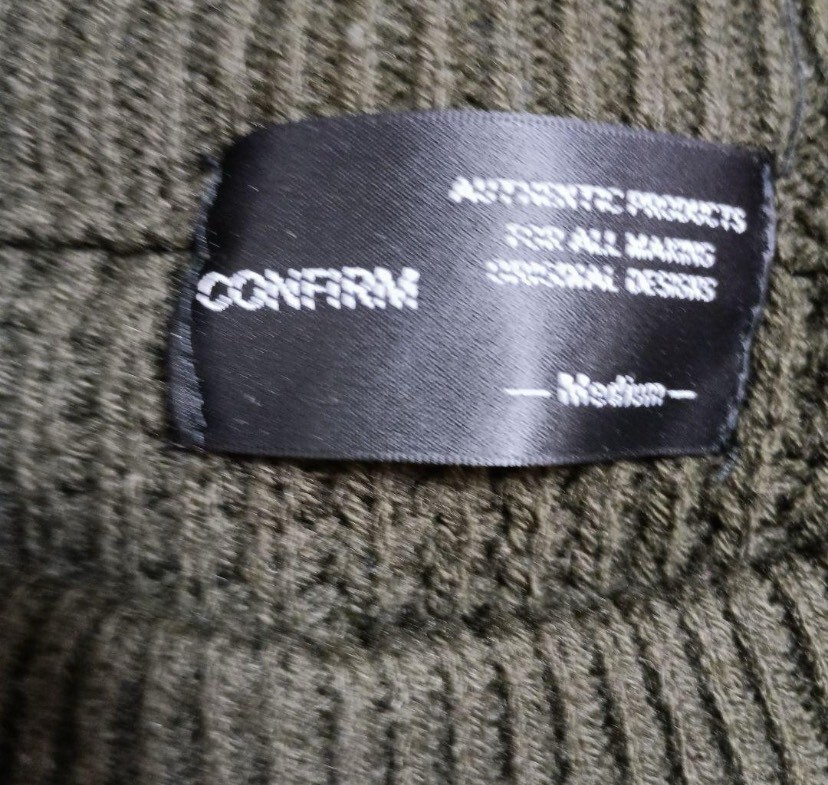 CONFIRM
AUTHENTIC PRODUCTS
FOR ALL MAKING
ORIGINAL DESIGNS
— Medium —